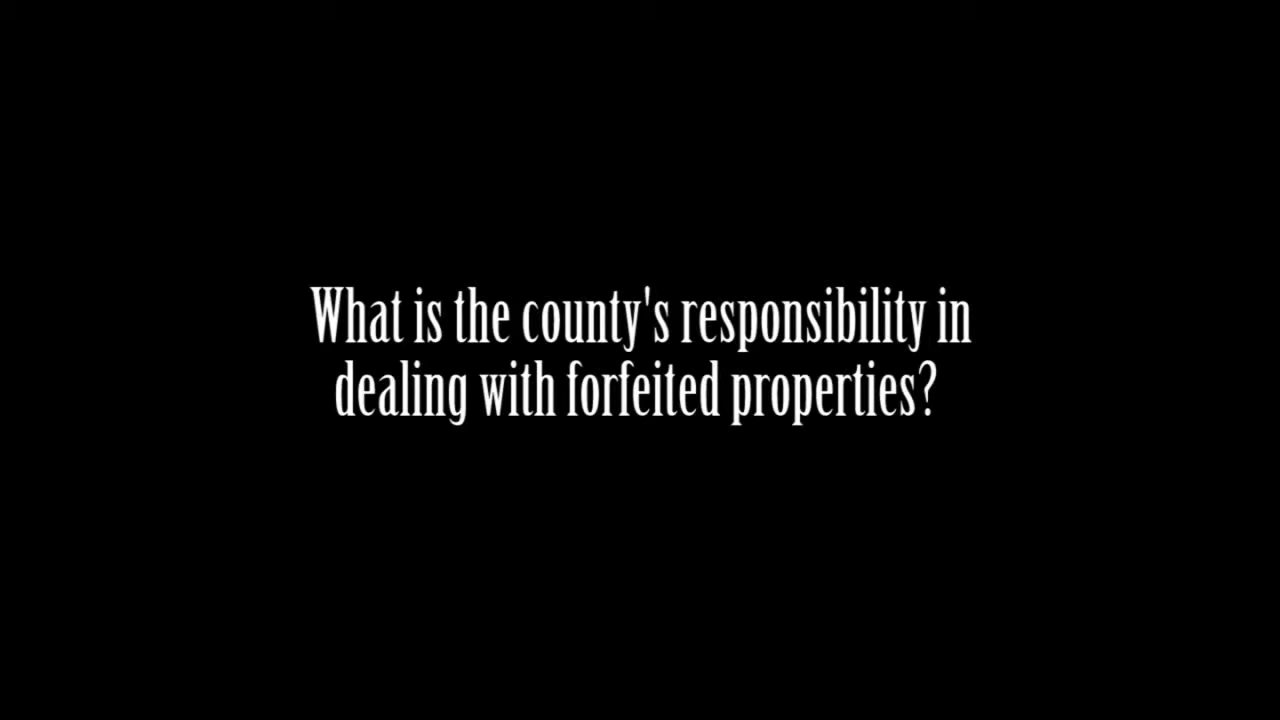 What is the county's responsibility in
dealing with forfeited properties?